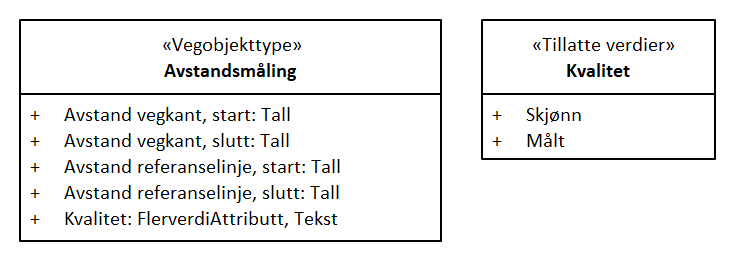 «Vegobjekttype»
Avstandsmåling
+ Avstand vegkant, start: Tall
+ Avstand vegkant, slutt: Tall
+ Avstand referanselinje, start: Tall
+ Avstand referanselinje, slutt: Tall
+ Kvalitet: FlerverdiAttributt, Tekst
«Tillatte verdier»
Kvalitet
+ Skjønn
+ Målt